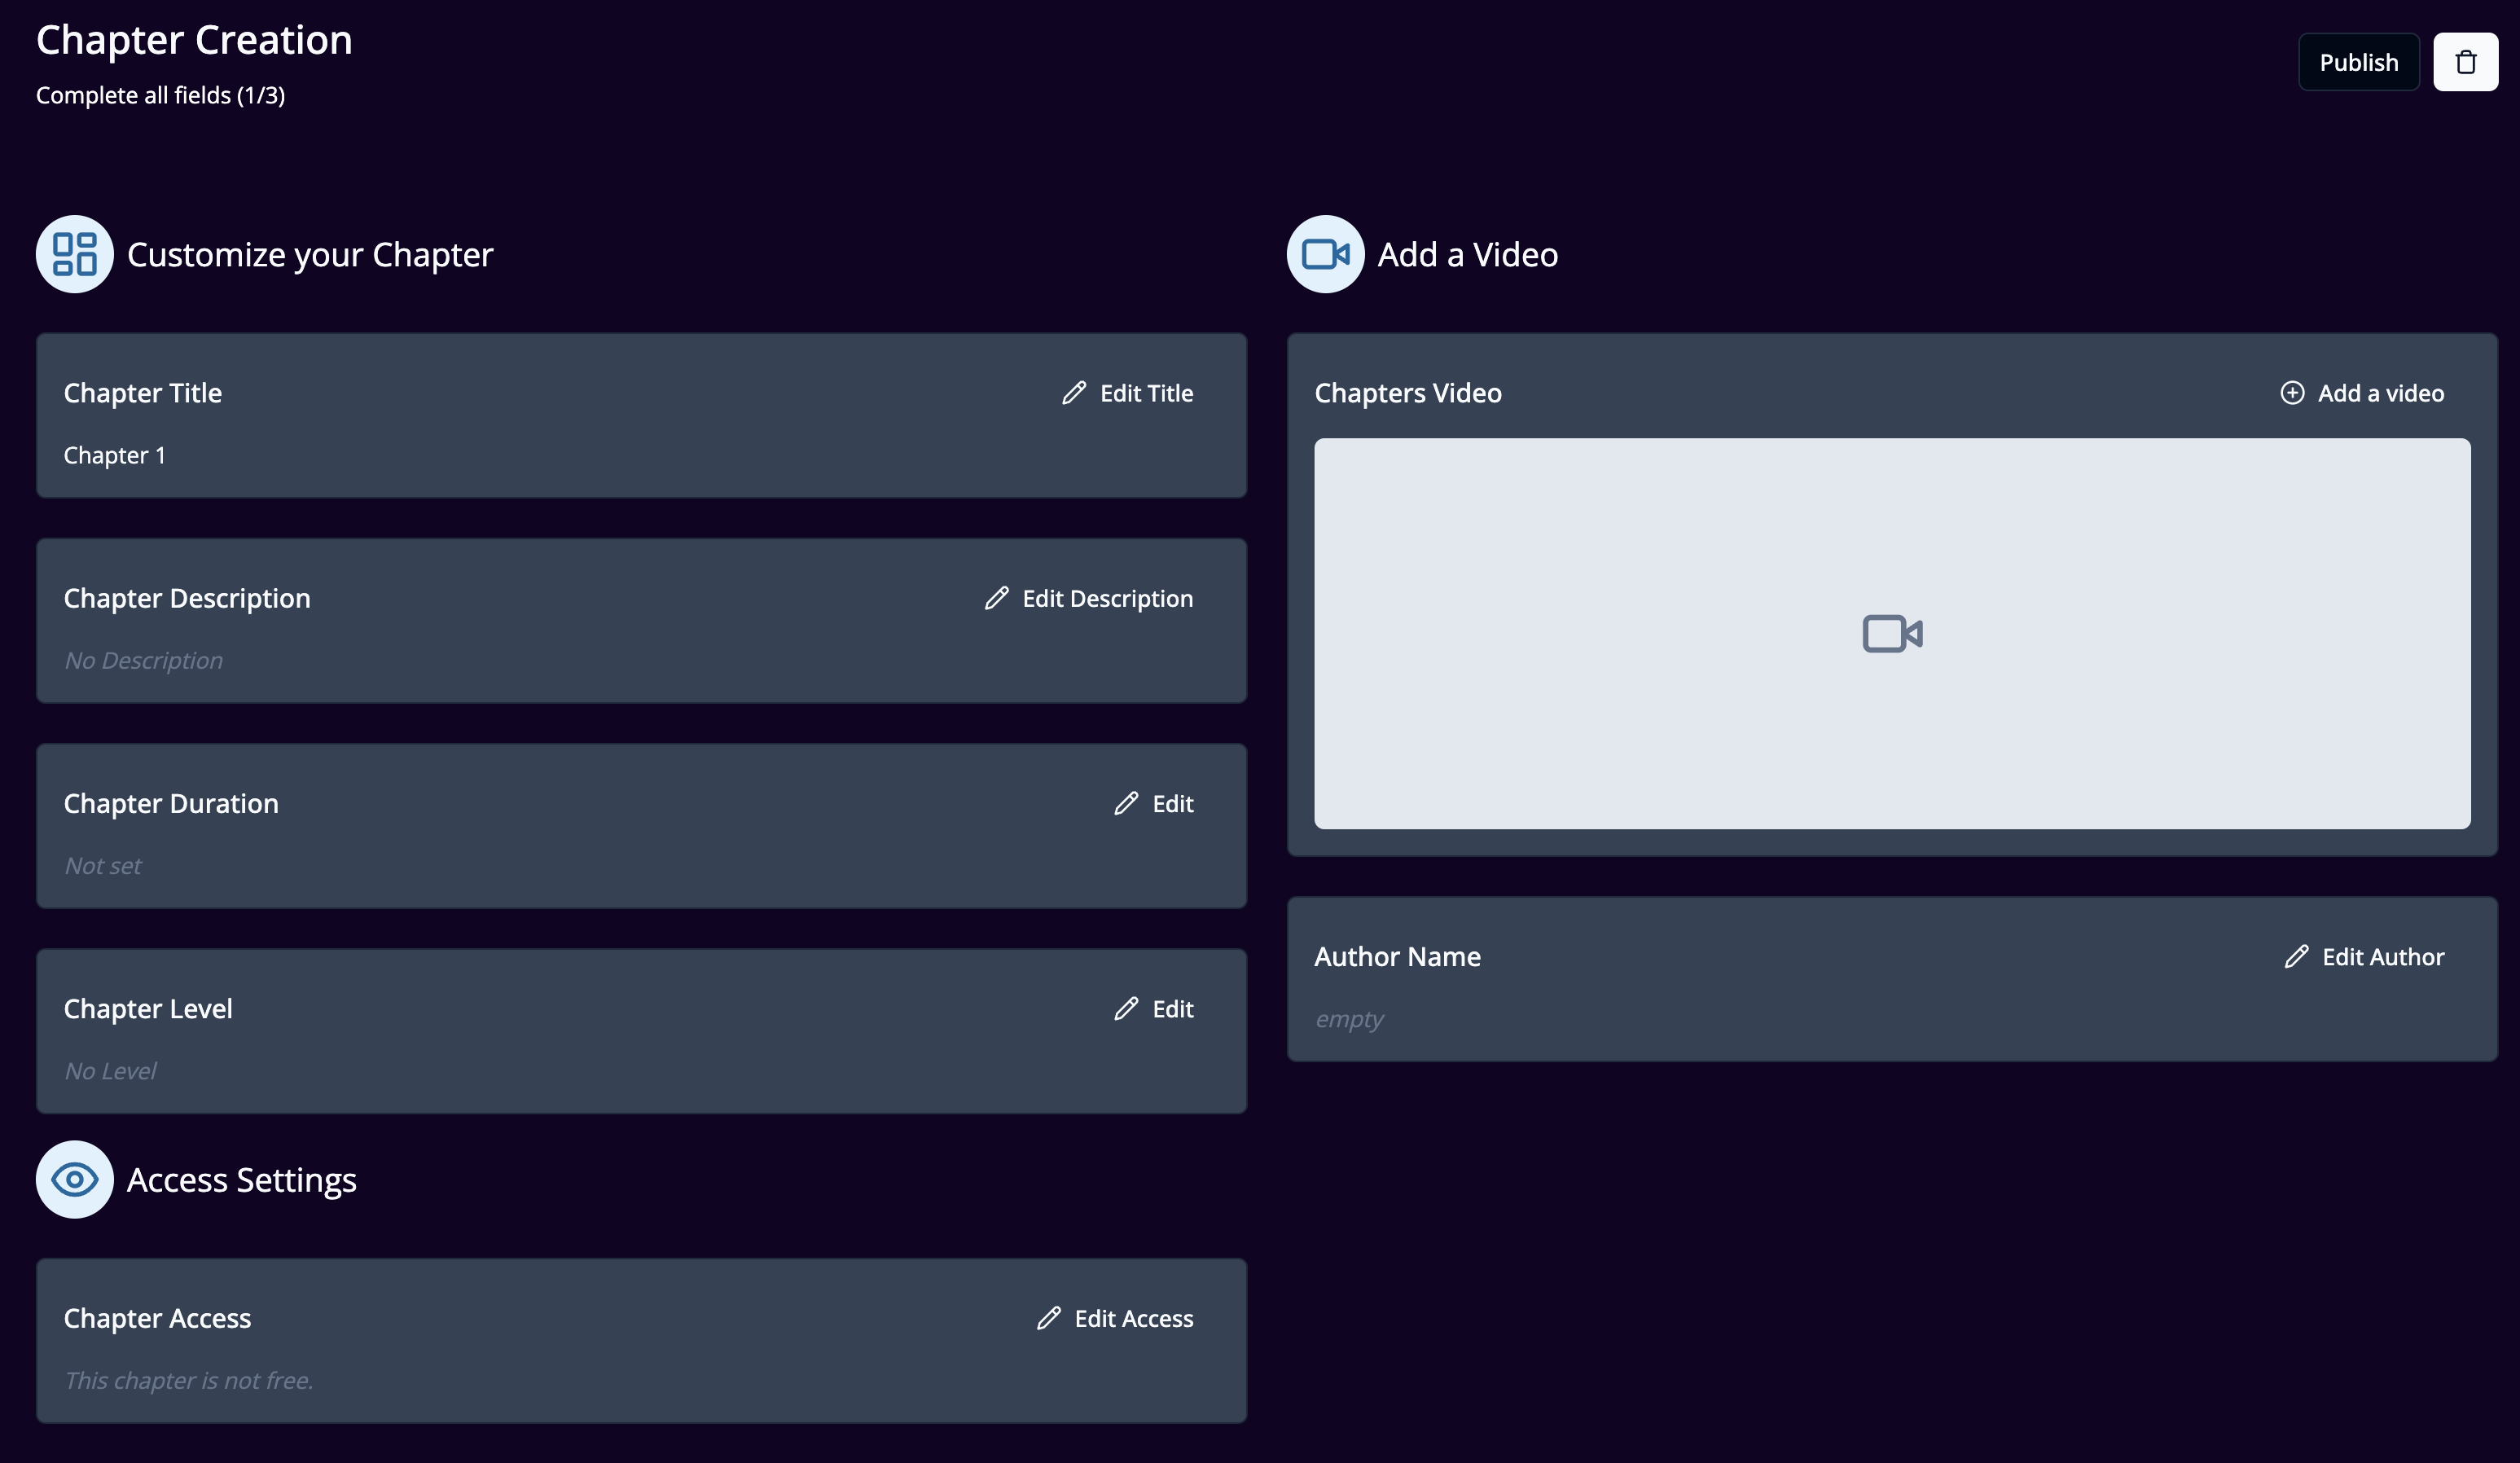 Chapter Creation
Complete all fields (1/3)
Publish
Customize your Chapter
Chapter Title
Edit Title
Chapter 1
Chapter Description
Edit Description
No Description
Chapter Duration
Edit
Not set
Chapter Level
Edit
No Level
Access Settings
Chapter Access
Edit Access
This chapter is not free.
Add a Video
Chapters Video
Add a video
Author Name
Edit Author
empty